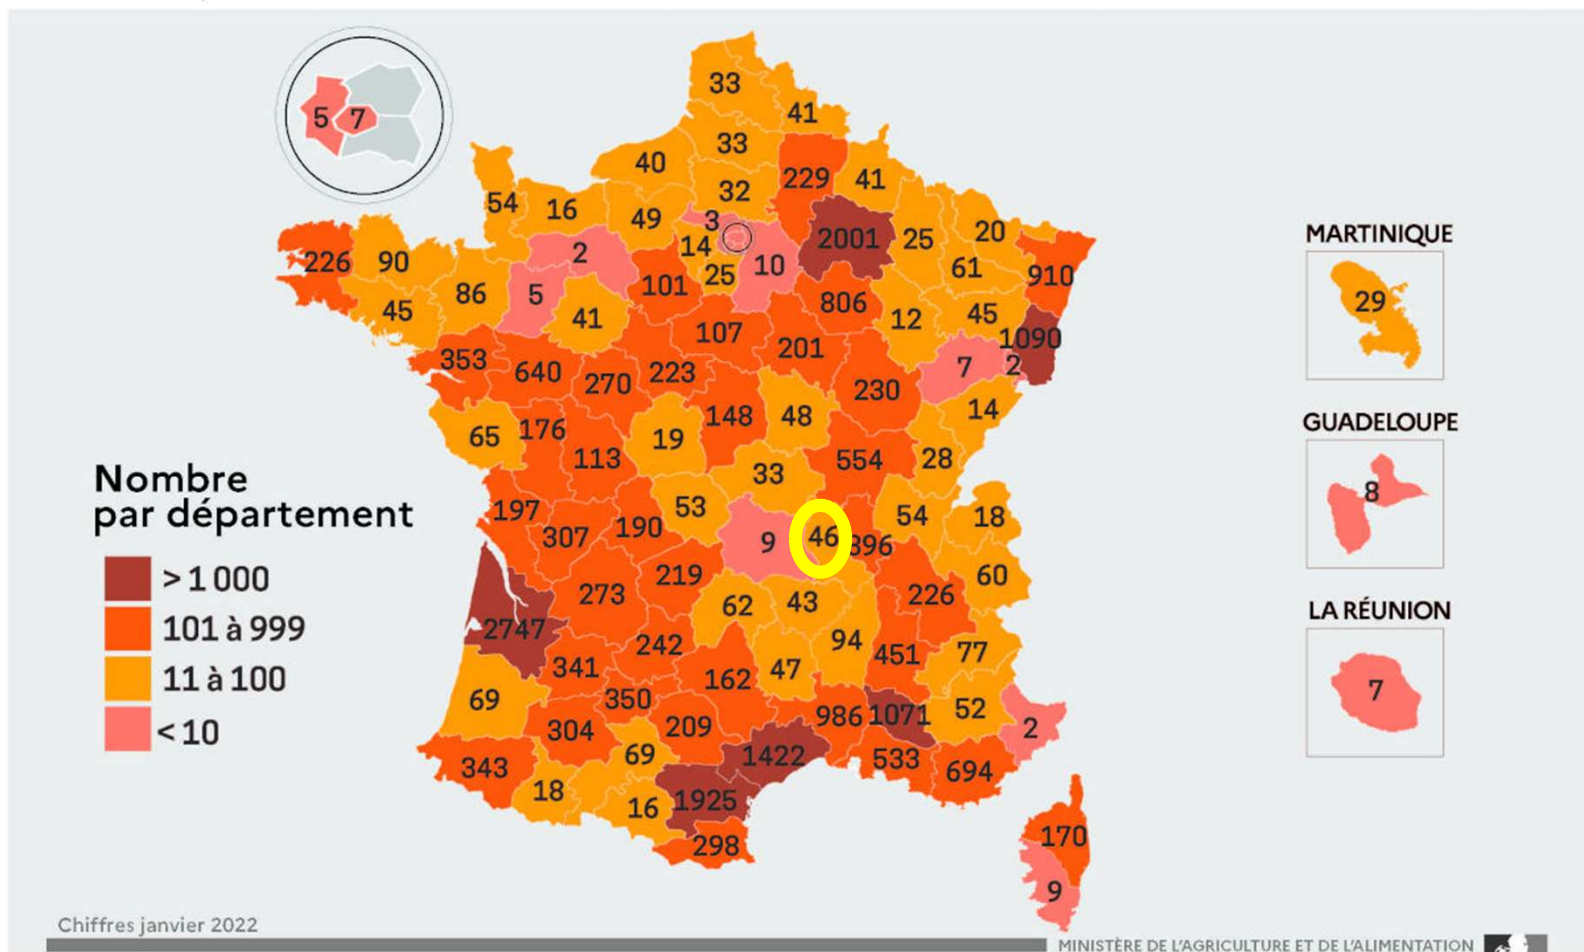 33
41
5 7
33
40
229 41
32
54 16 49
3
2001 25 20
226 90 2 14
10 61 910
25
86 5 101
45 41 806 12 45
107 1090
201
353 640 270 223 7 2
230
148 48 14
65 176 19
113 33 554 28
197 53 54 18
307 190 9 46 396
219 60
273 62 43 226
2747 242 94 451 77
341 162 47
69 350 986 1071 52
304 209 2
69 1422 533
343 694
18 16 1925
298 170
9
Nombre
par département
> 1 000
101 à 999
11 à 100
< 10
MARTINIQUE
29
GUADELOUPE
8
LA RÉUNION
7
Chiffres janvier 2022
MINISTÈRE DE L'AGRICULTURE ET DE L'ALIMENTATION